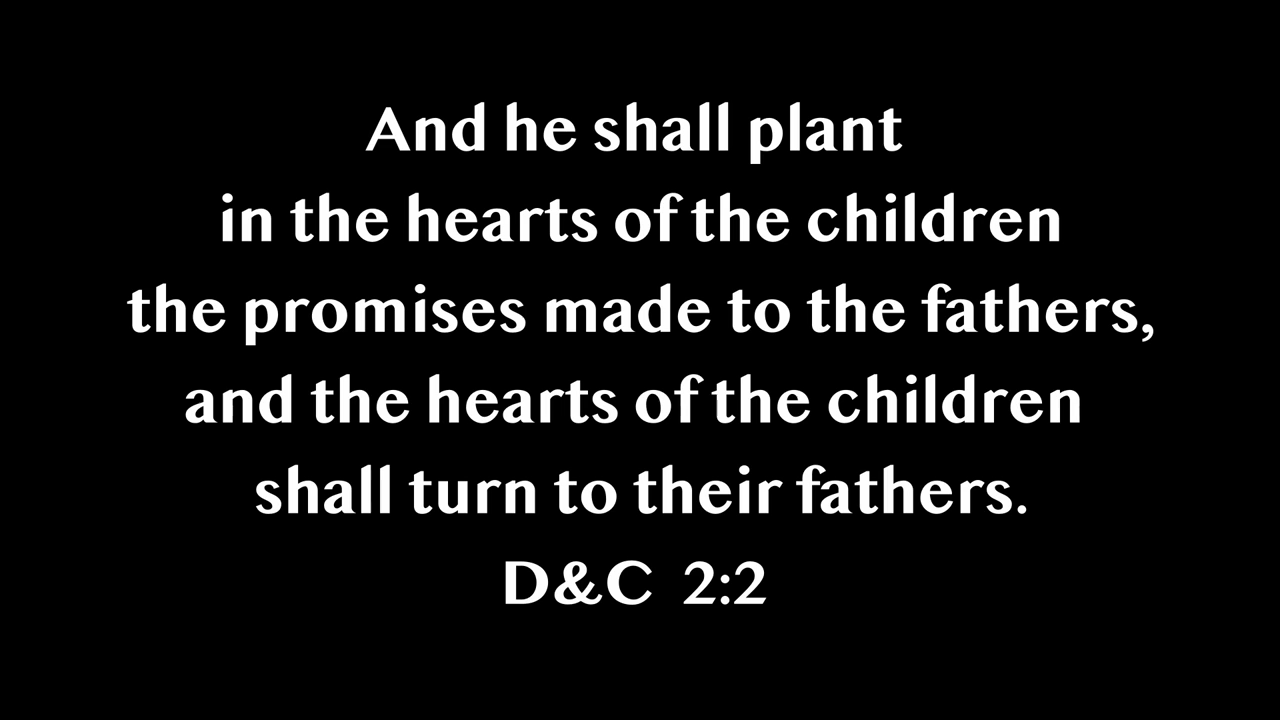 And he shall plant
in the hearts of the children
the promises made to the fathers,
and the hearts of the children
shall turn to their fathers.
D&C 2:2